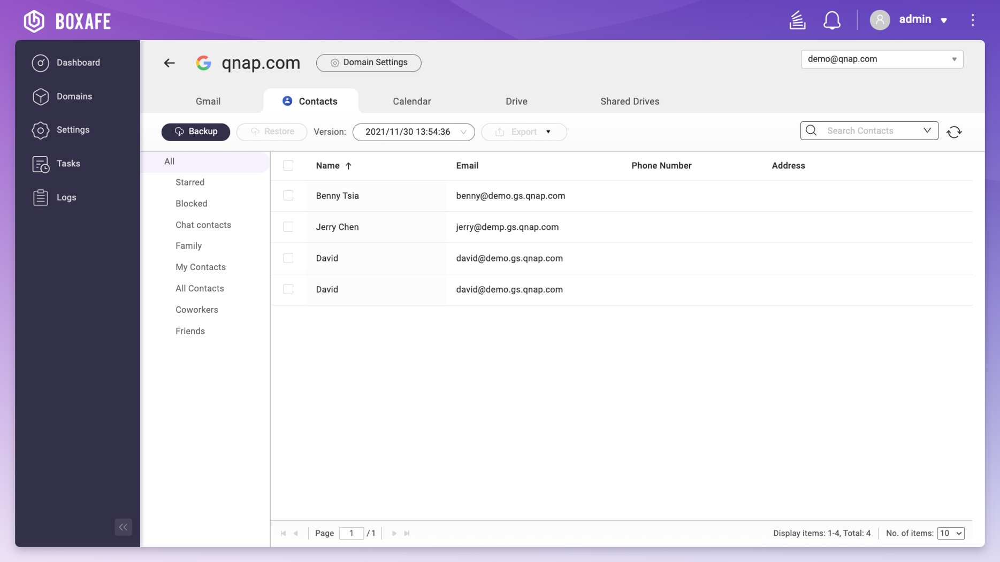 BOXAFE
admin
Dashboard
Domains
Settings
Tasks
Logs
qnap.com
Domain Settings
demo@qnap.com
Gmail
Contacts
Calendar
Drive
Shared Drives
Backup
Restore
Version:
2021/11/30 13:54:36
Export
Search Contacts
All
Starred
Blocked
Chat contacts
Family
My Contacts
All Contacts
Coworkers
Friends
Name
Email
Phone Number
Address
Benny Tsia
benny@demo.gs.qnap.com
Jerry Chen
jerry@demp.gs.qnap.com
David
david@demo.gs.qnap.com
David
david@demo.gs.qnap.com
Page 1 /1
Display items: 1-4, Total: 4
No. of items: 10